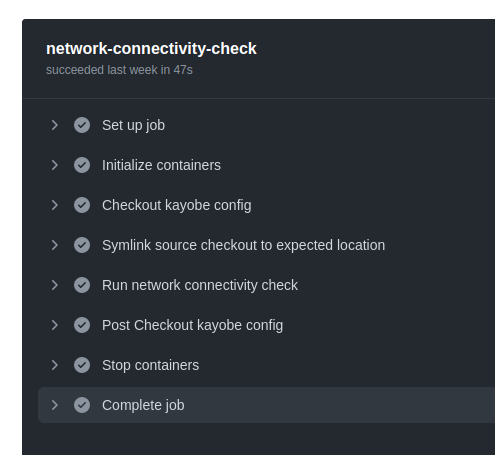 network-connectivity-check
succeeded last week in 47s
Set up job
Initialize containers
Checkout kayobe config
Symlink source checkout to expected location
Run network connectivity check
Post Checkout kayobe config
Stop containers
Complete job